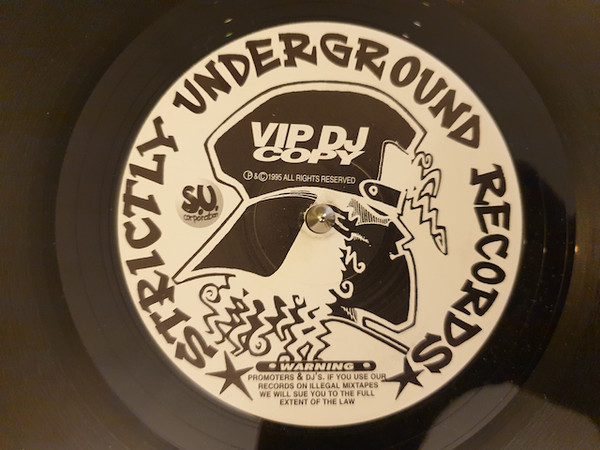 STRICTLY UNDERGROUND RECORDS
VIP DJ
COPY
℗ &© 1995 ALL RIGHTS RESERVED
S.U.
corporation
WARNING
PROMOTERS & DJ'S. IF YOU USE OUR
RECORDS ON ILLEGAL MIXTAPES
WE WILL SUE YOU TO THE FULL
EXTENT OF THE LAW